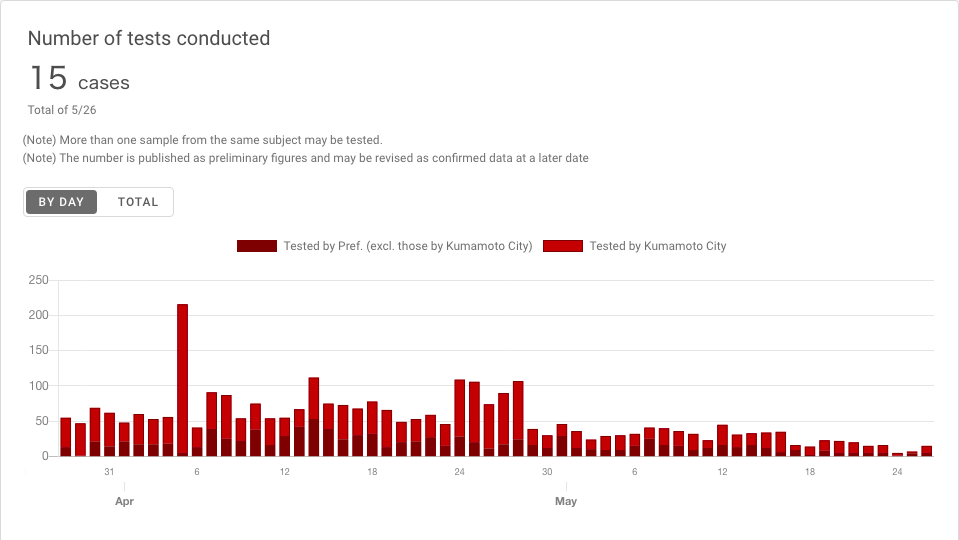 Number of tests conducted
15 cases
Total of 5/26
(Note) More than one sample from the same subject may be tested.
(Note) The number is published as preliminary figures and may be revised as confirmed data at a later date
BY DAY TOTAL
Tested by Pref. (excl. those by Kumamoto City) Tested by Kumamoto City
250
200
150
100
50
0
31 6 12 18 24 30 6 12 18 24
Apr May